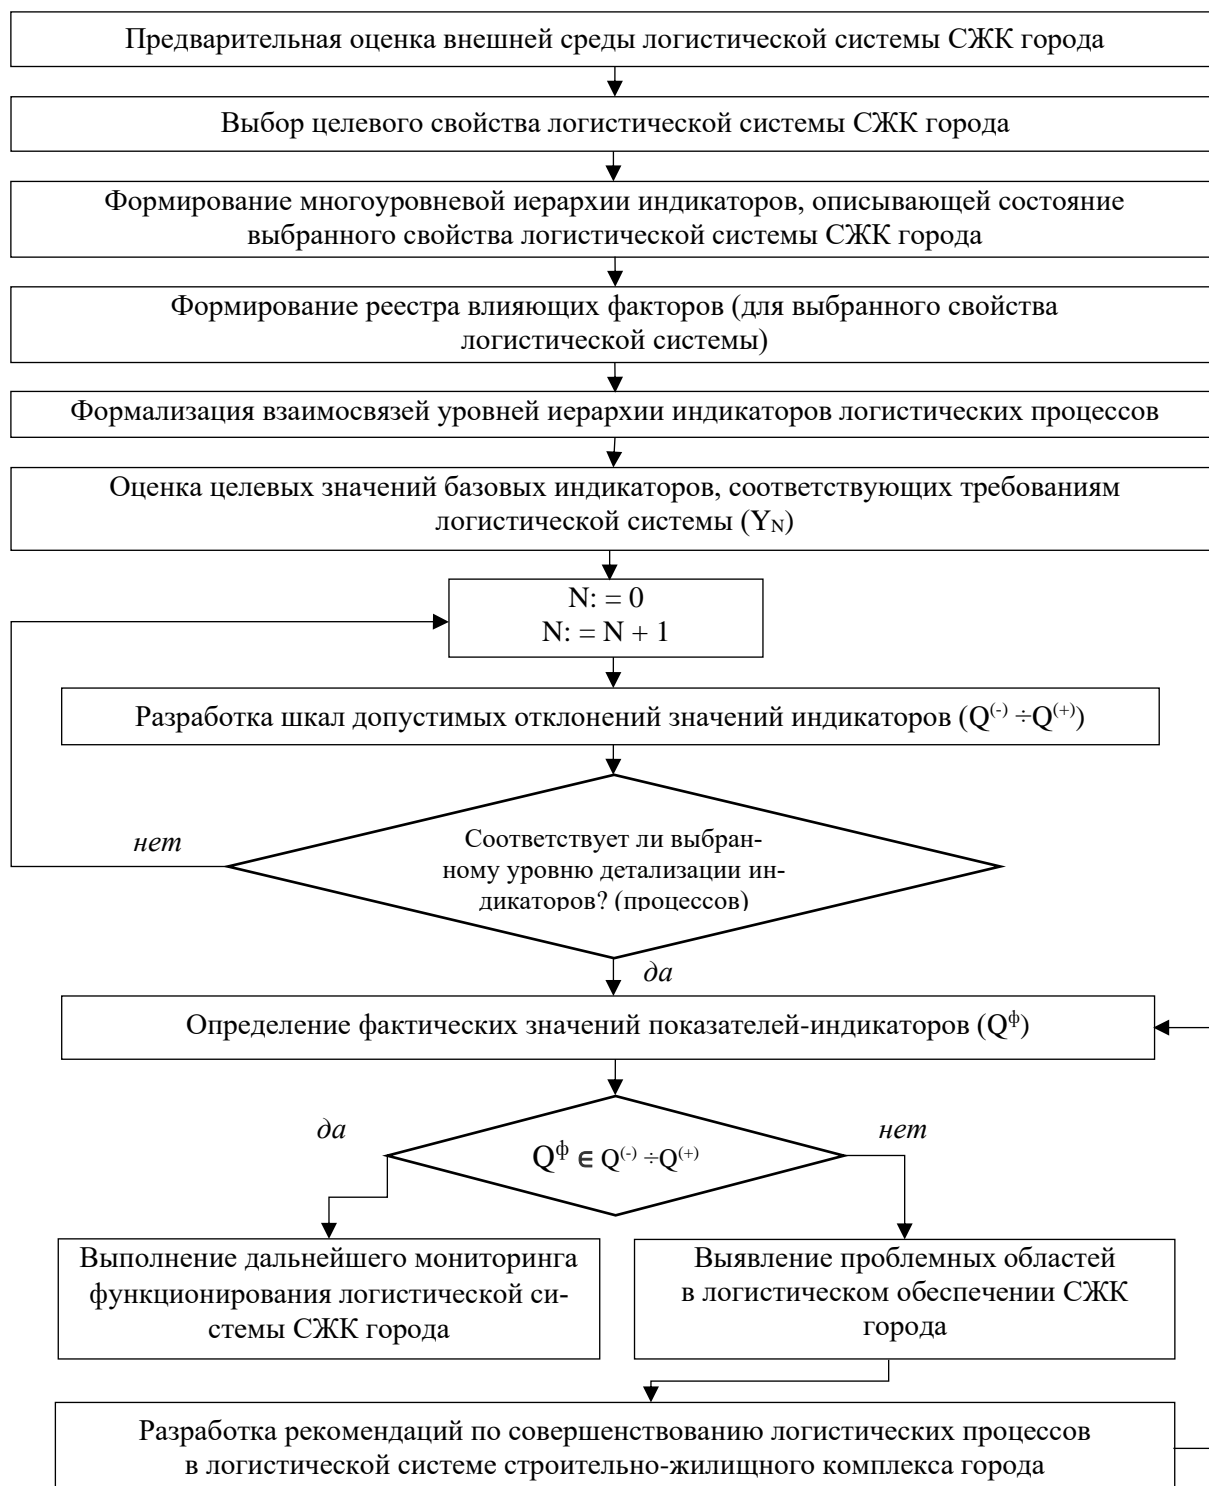 Предварительная оценка внешней среды логистической системы СЖК города
Выбор целевого свойства логистической системы СЖК города
Формирование многоуровневой иерархии индикаторов, описывающей состояние
выбранного свойства логистической системы СЖК города
Формирование реестра влияющих факторов (для выбранного свойства
логистической системы)
Формализация взаимосвязей уровней иерархии индикаторов логистических процессов
Оценка целевых значений базовых индикаторов, соответствующих требованиям
логистической системы (Y_N)
N: = 0
N: = N + 1
Разработка шкал допустимых отклонений значений индикаторов (Q⁽⁻⁾ ÷Q⁽⁺⁾)
нет
Соответствует ли выбран-
ному уровню детализации ин-
дикаторов? (процессов)
да
Определение фактических значений показателей-индикаторов (Q^ф)
да
нет
Q^ф ∈ Q⁽⁻⁾ ÷Q⁽⁺⁾
Выполнение дальнейшего мониторинга
функционирования логистической си-
стемы СЖК города
Выявление проблемных областей
в логистическом обеспечении СЖК
города
Разработка рекомендаций по совершенствованию логистических процессов
в логистической системе строительно-жилищного комплекса города